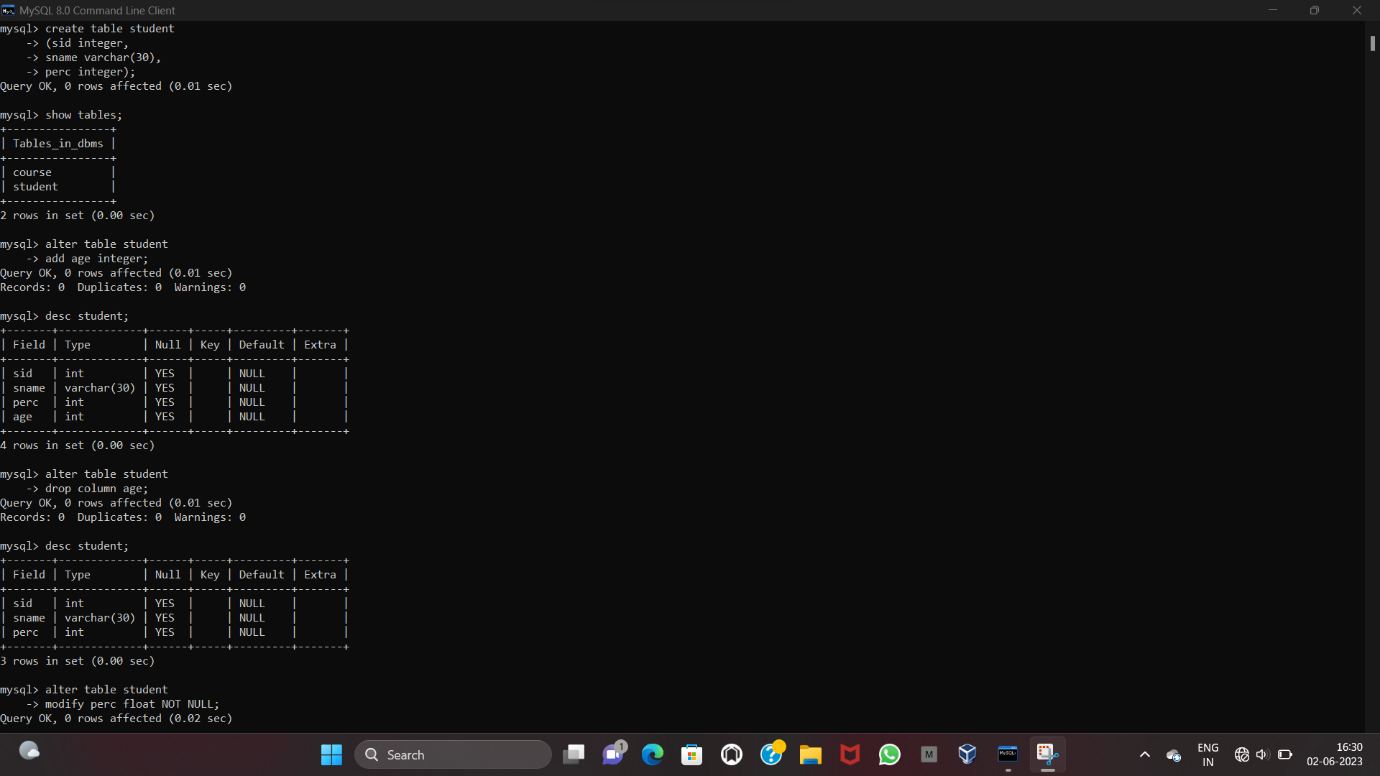 MySQL 8.0 Command Line Client
mysql> create table student
    -> (sid integer,
    -> sname varchar(30),
    -> perc integer);
Query OK, 0 rows affected (0.01 sec)

mysql> show tables;
+----------------+
| Tables_in_dbms |
+----------------+
| course         |
| student        |
+----------------+
2 rows in set (0.00 sec)

mysql> alter table student
    -> add age integer;
Query OK, 0 rows affected (0.01 sec)
Records: 0  Duplicates: 0  Warnings: 0

mysql> desc student;
+-------+-------------+------+-----+---------+-------+
| Field | Type        | Null | Key | Default | Extra |
+-------+-------------+------+-----+---------+-------+
| sid   | int         | YES  |     | NULL    |       |
| sname | varchar(30) | YES  |     | NULL    |       |
| perc  | int         | YES  |     | NULL    |       |
| age   | int         | YES  |     | NULL    |       |
+-------+-------------+------+-----+---------+-------+
4 rows in set (0.00 sec)

mysql> alter table student
    -> drop column age;
Query OK, 0 rows affected (0.01 sec)
Records: 0  Duplicates: 0  Warnings: 0

mysql> desc student;
+-------+-------------+------+-----+---------+-------+
| Field | Type        | Null | Key | Default | Extra |
+-------+-------------+------+-----+---------+-------+
| sid   | int         | YES  |     | NULL    |       |
| sname | varchar(30) | YES  |     | NULL    |       |
| perc  | int         | YES  |     | NULL    |       |
+-------+-------------+------+-----+---------+-------+
3 rows in set (0.00 sec)

mysql> alter table student
    -> modify perc float NOT NULL;
Query OK, 0 rows affected (0.02 sec)
Search
1
M
ENG
IN
16:30
02-06-2023